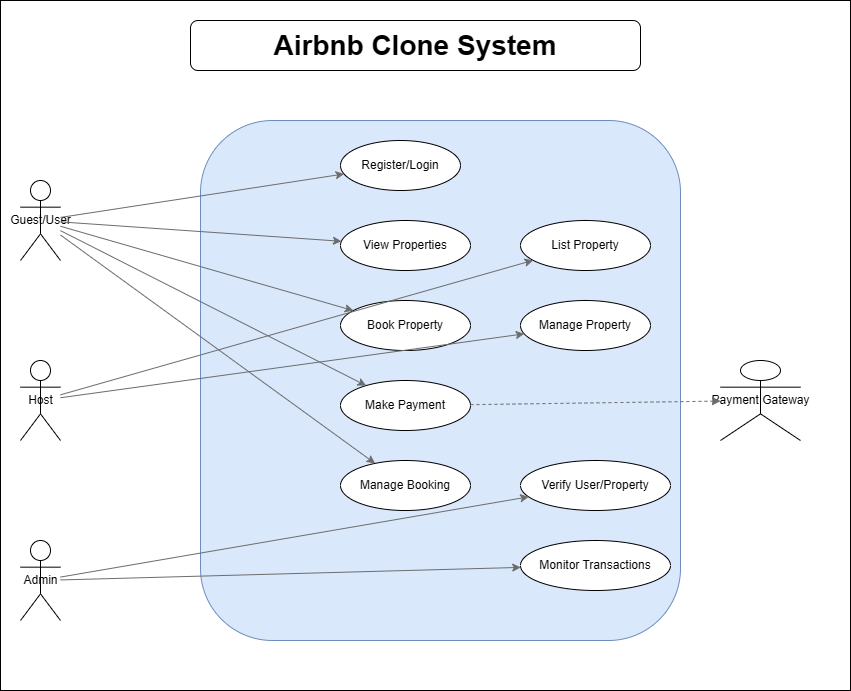 Airbnb Clone System
Register/Login
Guest/User
View Properties
List Property
Book Property
Manage Property
Host
Make Payment
Payment Gateway
Manage Booking
Verify User/Property
Admin
Monitor Transactions